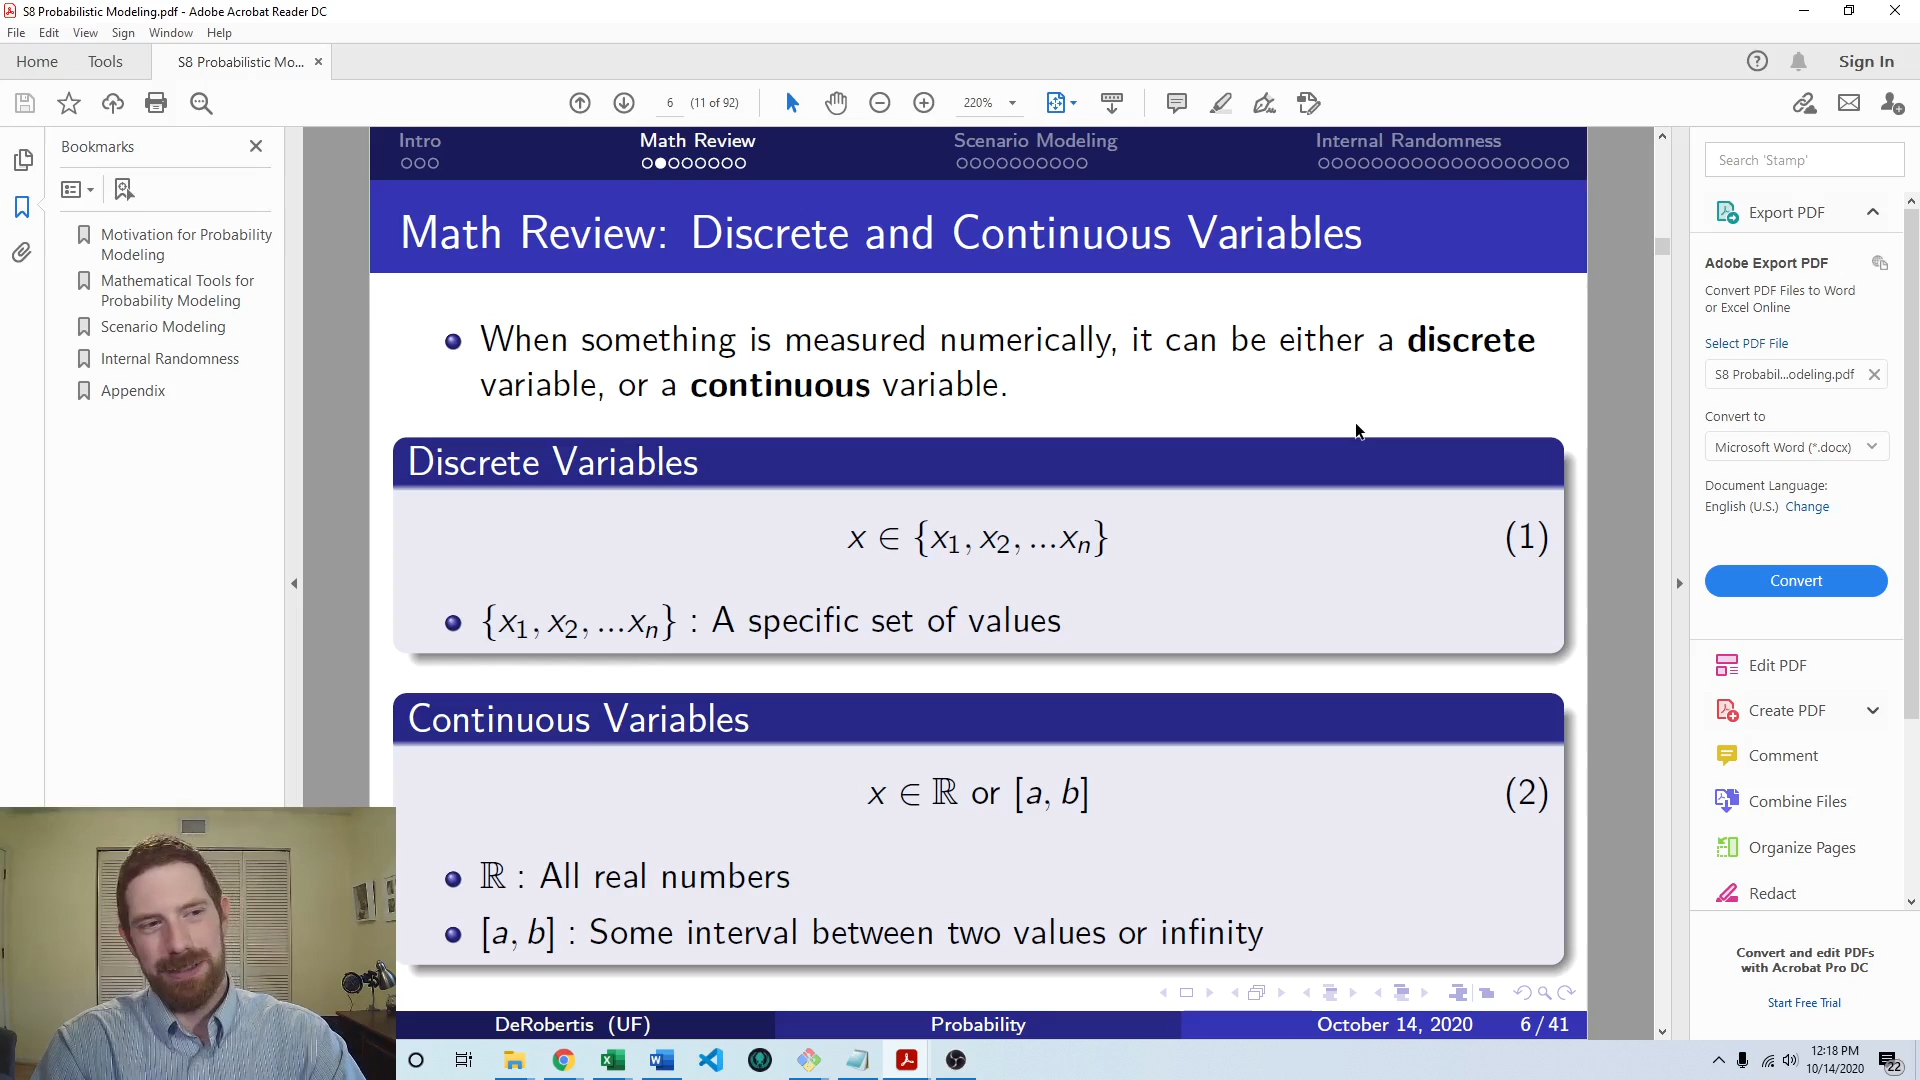 S8 Probabilistic Modeling.pdf - Adobe Acrobat Reader DC
File Edit View Sign Window Help
Home Tools S8 Probabilistic Mo... ×
Sign In
6 (11 of 92) 220%
Bookmarks
Motivation for Probability
Modeling
Mathematical Tools for
Probability Modeling
Scenario Modeling
Internal Randomness
Appendix
Intro Math Review Scenario Modeling Internal Randomness
Math Review: Discrete and Continuous Variables
When something is measured numerically, it can be either a discrete
variable, or a continuous variable.
Discrete Variables
x ∈ {x₁, x₂, ...xₙ} (1)
{x₁, x₂, ...xₙ} : A specific set of values
Continuous Variables
x ∈ ℝ or [a, b] (2)
ℝ : All real numbers
[a, b] : Some interval between two values or infinity
DeRobertis (UF) Probability October 14, 2020 6 / 41
Search 'Stamp'
Export PDF
Adobe Export PDF
Convert PDF Files to Word
or Excel Online
Select PDF File
S8 Probabil...odeling.pdf
Convert to
Microsoft Word (*.docx)
Document Language:
English (U.S.) Change
Convert
Edit PDF
Create PDF
Comment
Combine Files
Organize Pages
Redact
Convert and edit PDFs
with Acrobat Pro DC
Start Free Trial
12:18 PM
10/14/2020
22